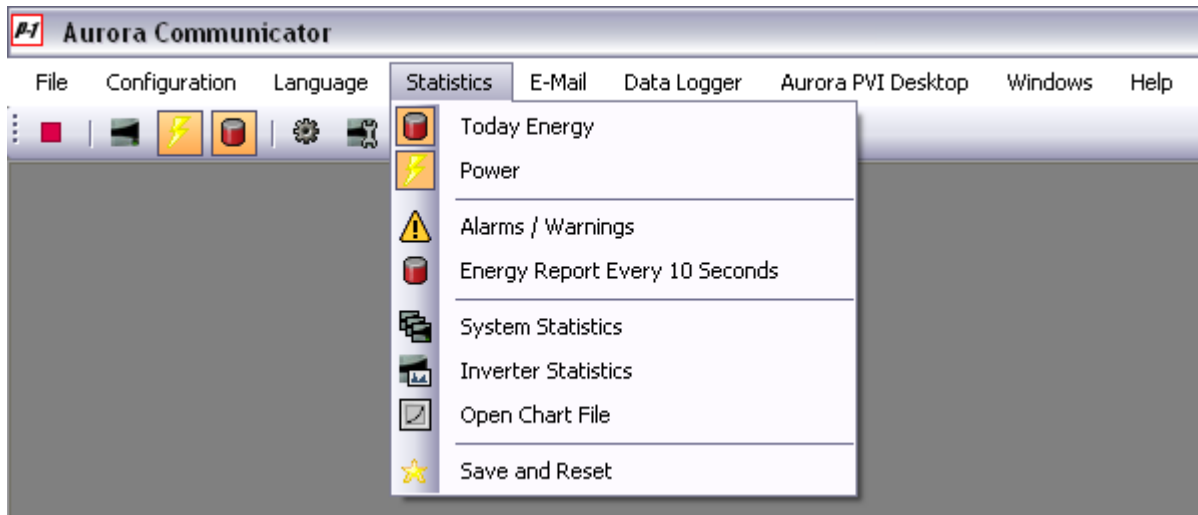 P-1 Aurora Communicator
File Configuration Language Statistics E-Mail Data Logger Aurora PVI Desktop Windows Help
Today Energy
Power
Alarms / Warnings
Energy Report Every 10 Seconds
System Statistics
Inverter Statistics
Open Chart File
Save and Reset